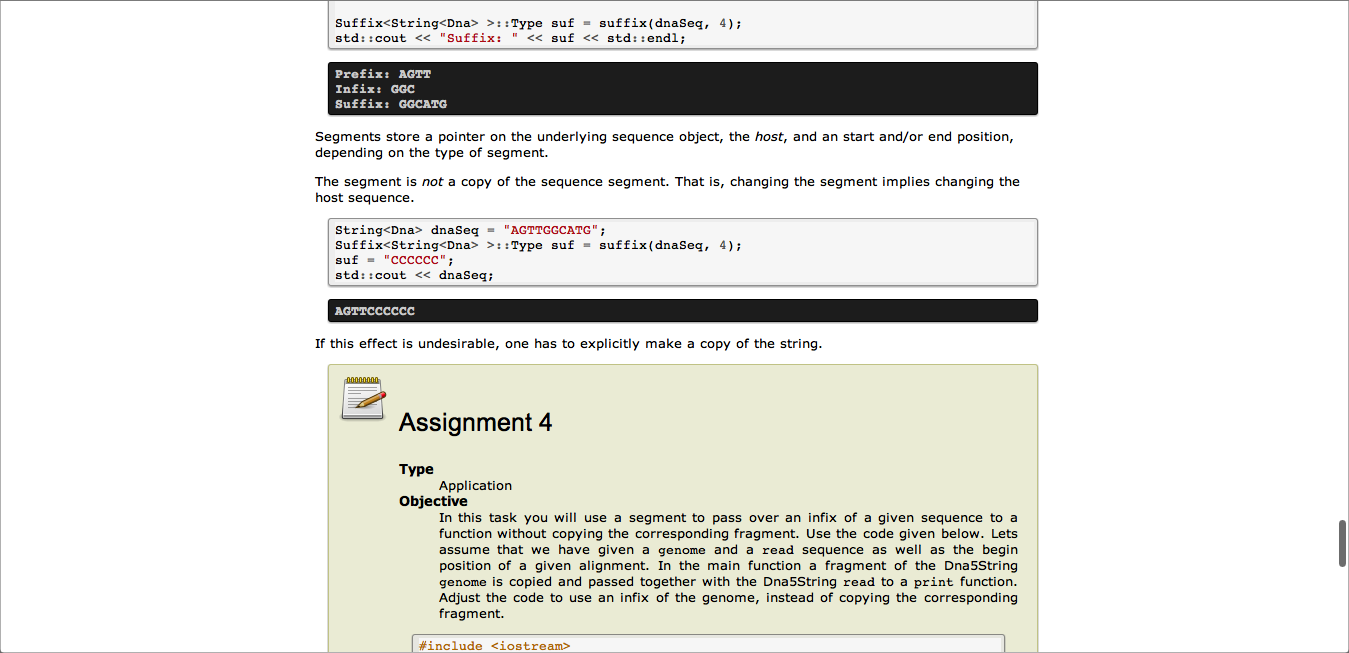 Suffix<String<Dna> >::Type suf = suffix(dnaSeq, 4);
std::cout << "Suffix: " << suf << std::endl;
Prefix: AGTT
Infix: GGC
Suffix: GGCATG
Segments store a pointer on the underlying sequence object, the host, and an start and/or end position,
depending on the type of segment.
The segment is not a copy of the sequence segment. That is, changing the segment implies changing the
host sequence.
String<Dna> dnaSeq = "AGTTGGCATG";
Suffix<String<Dna> >::Type suf = suffix(dnaSeq, 4);
suf = "CCCCCC";
std::cout << dnaSeq;
AGTTCCCCCC
If this effect is undesirable, one has to explicitly make a copy of the string.
Assignment 4
Type
Application
Objective
In this task you will use a segment to pass over an infix of a given sequence to a
function without copying the corresponding fragment. Use the code given below. Lets
assume that we have given a genome and a read sequence as well as the begin
position of a given alignment. In the main function a fragment of the Dna5String
genome is copied and passed together with the Dna5String read to a print function.
Adjust the code to use an infix of the genome, instead of copying the corresponding
fragment.
#include <iostream>